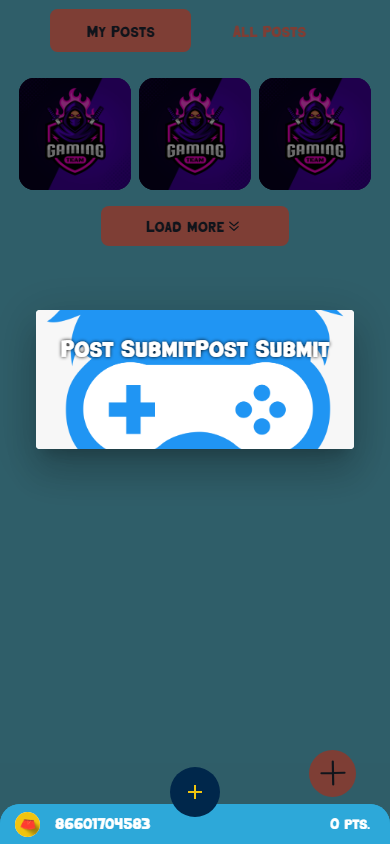 My Posts
All Posts
GAMING
TEAM
GAMING
TEAM
GAMING
TEAM
Load more
Post SubmitPost Submit
86601704583
0 pts.